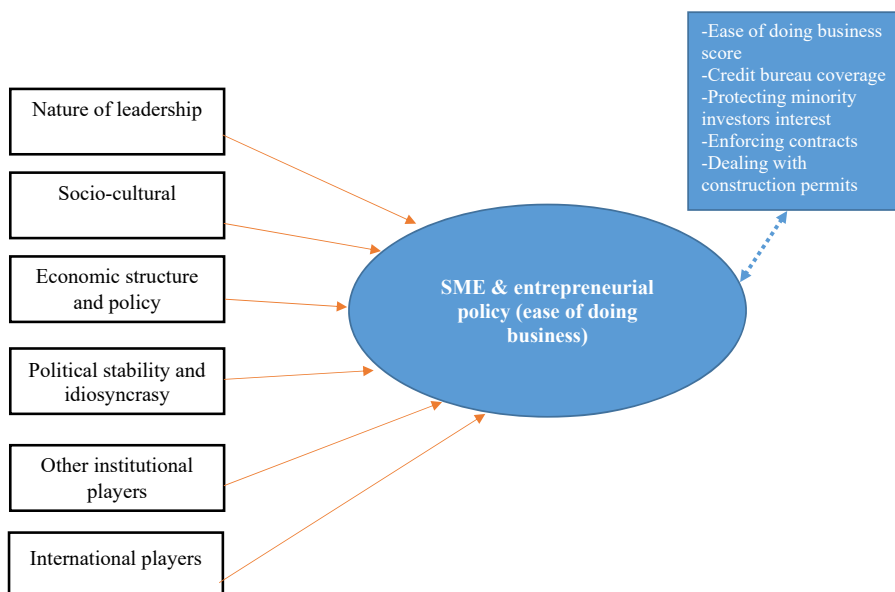 Nature of leadership
Socio-cultural
Economic structure
and policy
Political stability and
idiosyncrasy
Other institutional
players
International players
SME & entrepreneurial
policy (ease of doing
business)
-Ease of doing business
score
-Credit bureau coverage
-Protecting minority
investors interest
-Enforcing contracts
-Dealing with
construction permits